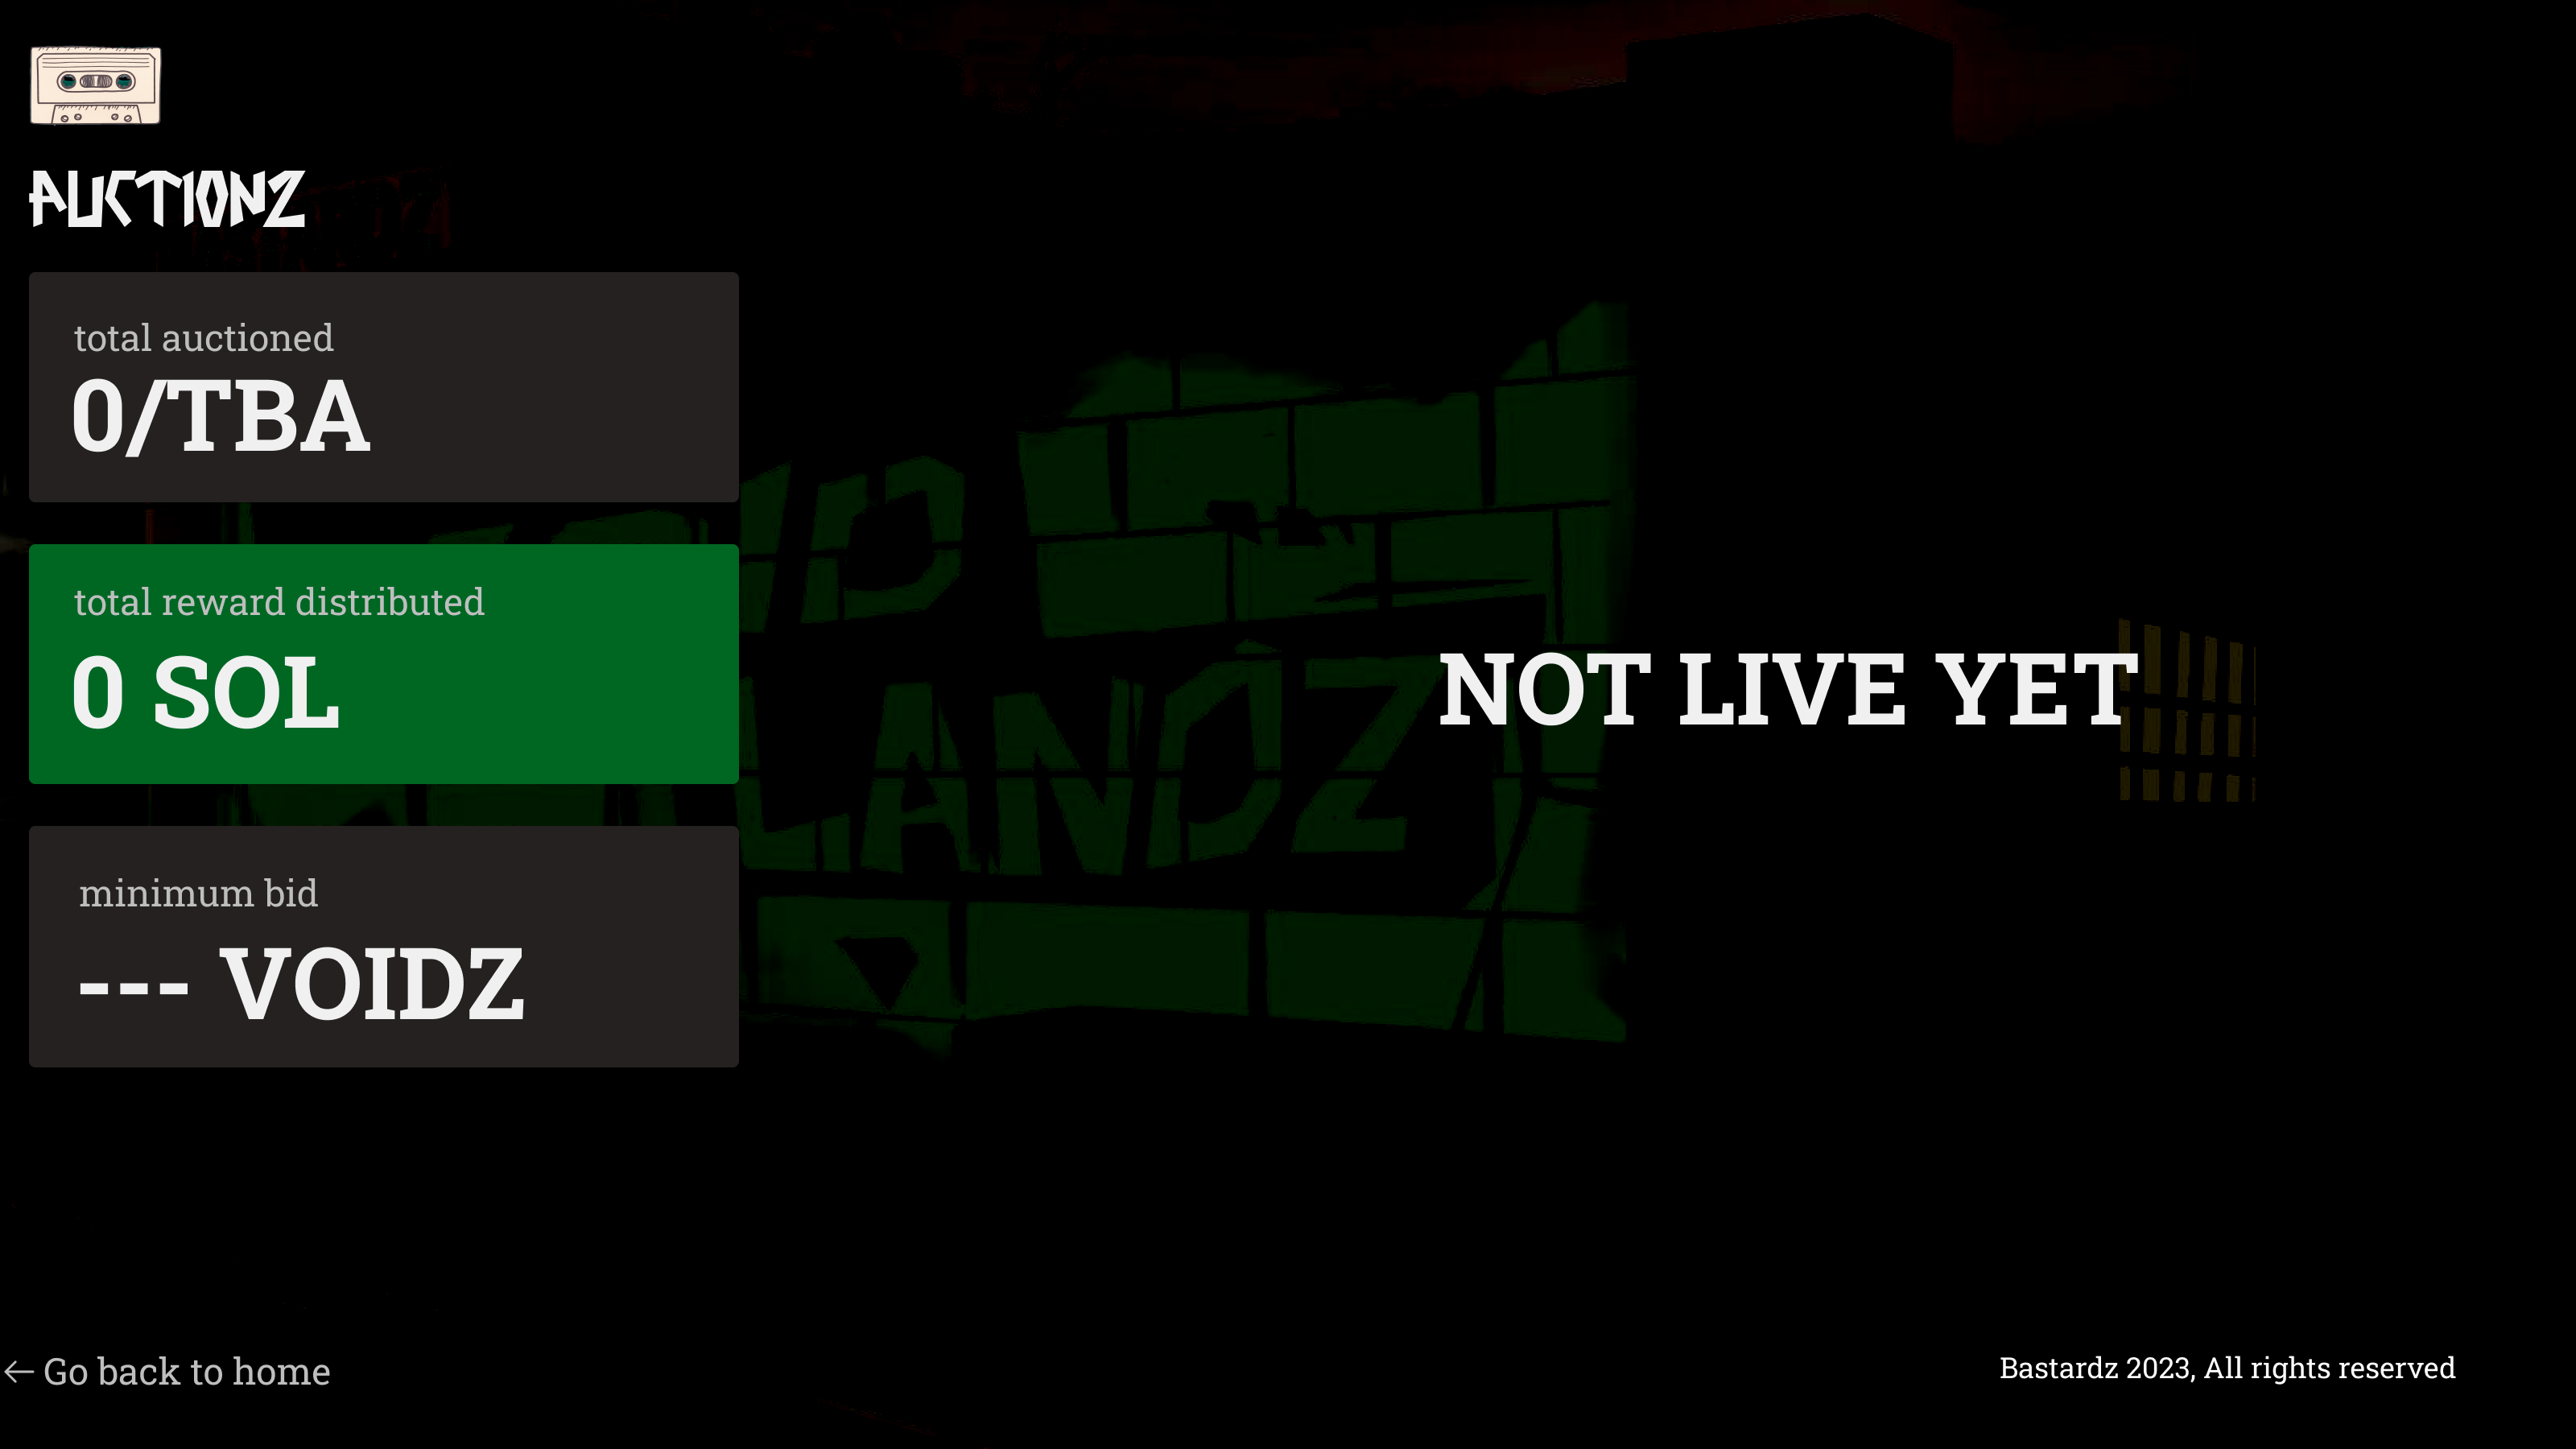 AUCTIONZ
total auctioned
0/TBA
total reward distributed
0 SOL
minimum bid
--- VOIDZ
LANDZ
NOT LIVE YET
Go back to home
Bastardz 2023, All rights reserved